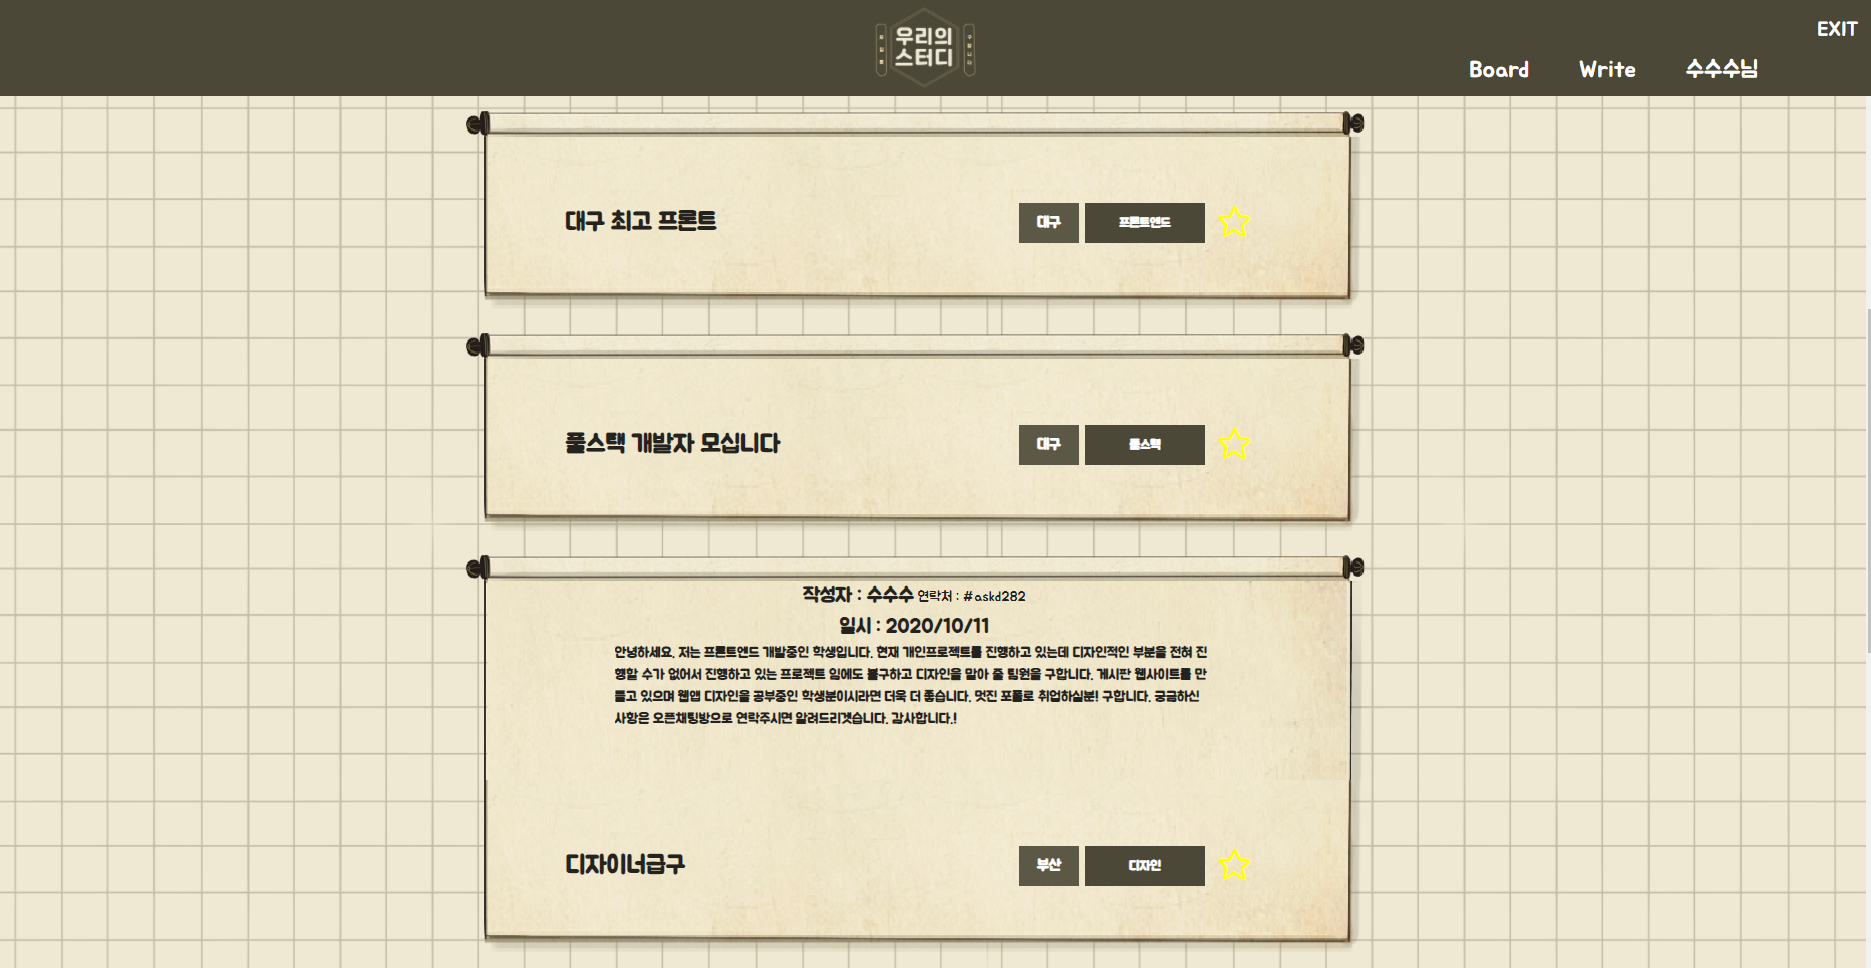 우리의
스터디
EXIT
Board Write 수수수님
대구 최고 프론트 대구 프론트엔드
풀스택 개발자 모십니다 대구 풀스택
작성자 : 수수수 연락처 : #askd282
일시 : 2020/10/11
안녕하세요. 저는 프론트엔드 개발중인 학생입니다. 현재 개인프로젝트를 진행하고 있는데 디자인적인 부분을 전혀 진
행할 수가 없어서 진행하고 있는 프로젝트 임에도 불구하고 디자인을 말아 줄 팀원을 구합니다. 게시판 웹사이트를 만
들고 있으며 웹앱 디자인을 공부중인 학생분이시라면 더욱 더 좋습니다. 멋진 포폴로 취업하실분! 구합니다. 궁금하신
사항은 오픈채팅방으로 연락주시면 알려드리겟습니다. 감사합니다.!
디자이너급구 부산 디자인